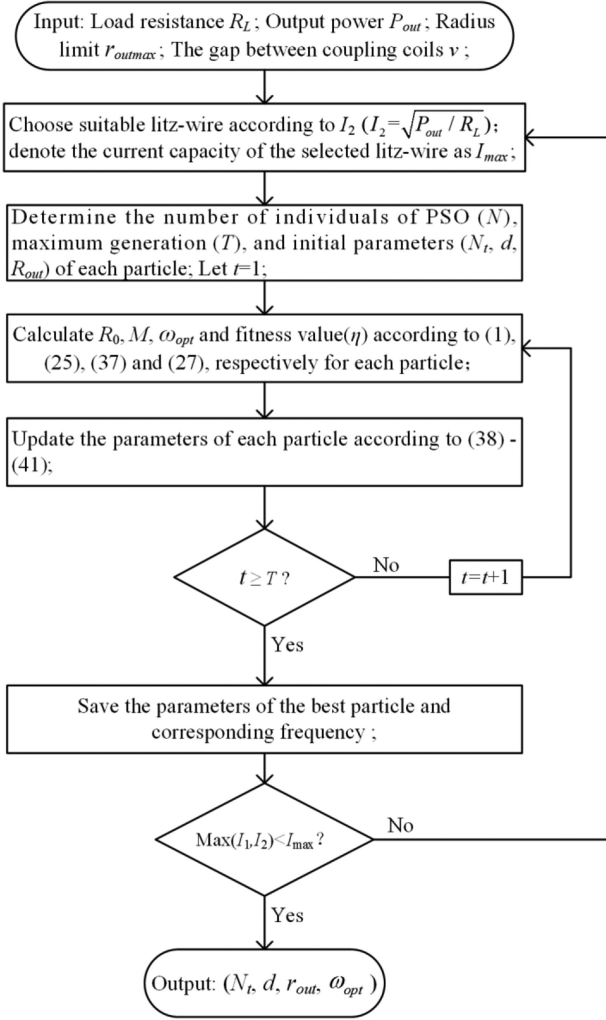 Input: Load resistance R_L; Output power P_out; Radius
limit r_outmax; The gap between coupling coils v;
Choose suitable litz-wire according to I_2 (I_2=√(P_out / R_L));
denote the current capacity of the selected litz-wire as I_max;
Determine the number of individuals of PSO (N),
maximum generation (T), and initial parameters (N_t, d,
R_out) of each particle; Let t=1;
Calculate R_0, M, ω_opt and fitness value(η) according to (1),
(25), (37) and (27), respectively for each particle;
Update the parameters of each particle according to (38) -
(41);
t ≥ T ?
No
t=t+1
Yes
Save the parameters of the best particle and
corresponding frequency ;
Max(I_1,I_2)<I_max?
No
Yes
Output: (N_t, d, r_out, ω_opt )